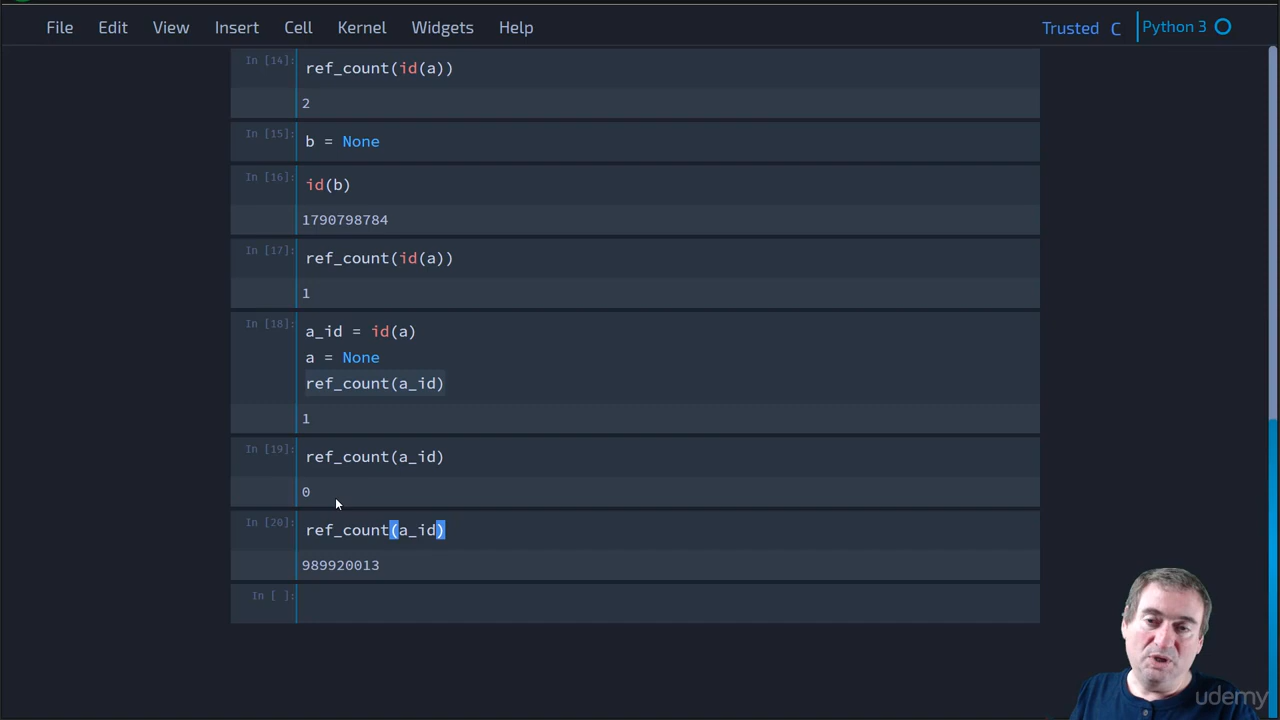 File Edit View Insert Cell Kernel Widgets Help Trusted C Python 3
In [14]: ref_count(id(a))
2
In [15]: b = None
In [16]: id(b)
1790798784
In [17]: ref_count(id(a))
1
In [18]: a_id = id(a)
a = None
ref_count(a_id)
1
In [19]: ref_count(a_id)
0
In [20]: ref_count(a_id)
989920013
In [ ]:
udemy